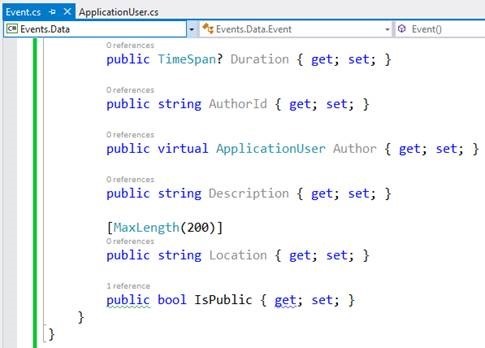 Event.cs ApplicationUser.cs
C# Events.Data Events.Data.Event Event()
0 references
public TimeSpan? Duration { get; set; }
0 references
public string AuthorId { get; set; }
0 references
public virtual ApplicationUser Author { get; set; }
0 references
public string Description { get; set; }
[MaxLength(200)]
0 references
public string Location { get; set; }
1 reference
public bool IsPublic { get; set; }
}
}